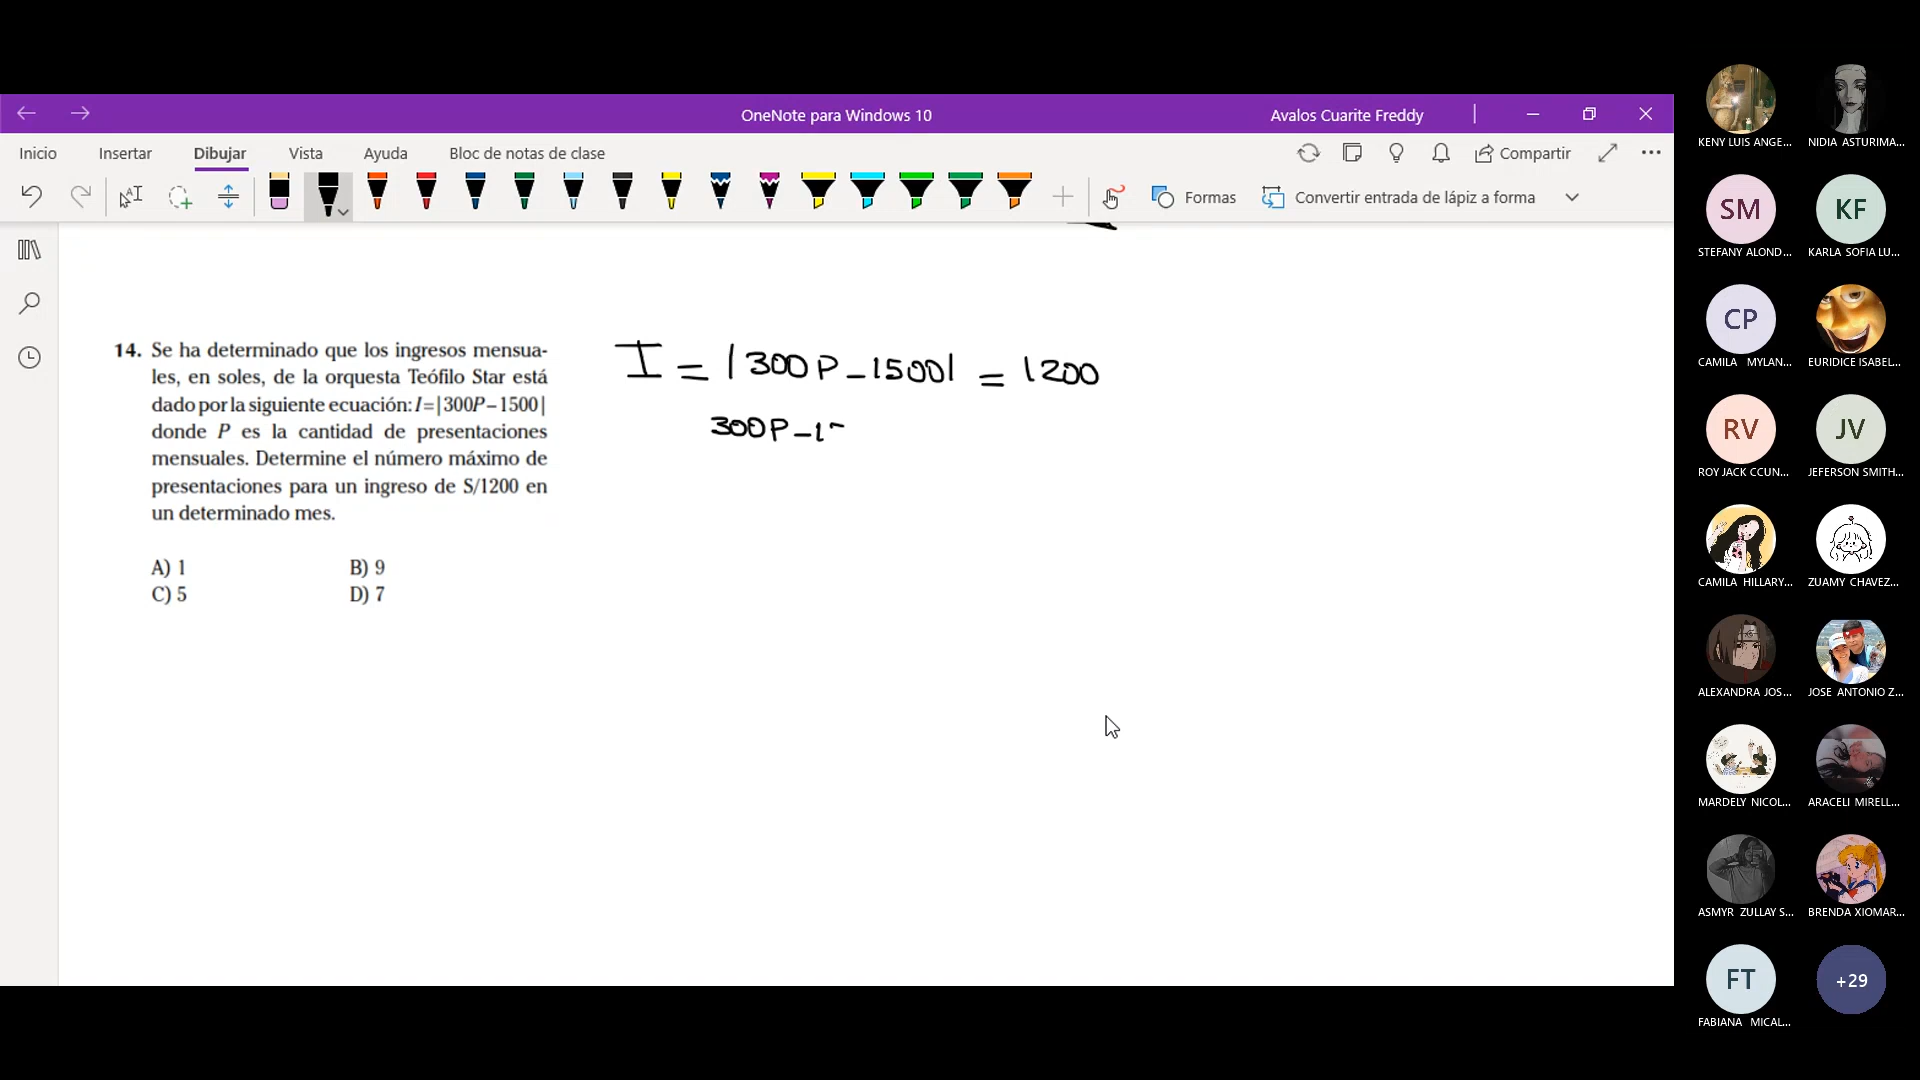 OneNote para Windows 10
Avalos Cuarite Freddy
Inicio Insertar Dibujar Vista Ayuda Bloc de notas de clase
Compartir
Formas
Convertir entrada de lápiz a forma
14. Se ha determinado que los ingresos mensua-
les, en soles, de la orquesta Teófilo Star está
dado por la siguiente ecuación: I=|300P–1500|
donde P es la cantidad de presentaciones
mensuales. Determine el número máximo de
presentaciones para un ingreso de S/1200 en
un determinado mes.
A) 1 B) 9
C) 5 D) 7
I = |300P-1500| = 1200
300P-1
KENY LUIS ANGE... NIDIA ASTURIMA...
SM KF
STEFANY ALOND... KARLA SOFIA LU...
CP
CAMILA MYLAN... EURIDICE ISABEL...
RV JV
ROY JACK CCUN... JEFERSON SMITH...
CAMILA HILLARY... ZUAMY CHAVEZ...
ALEXANDRA JOS... JOSE ANTONIO Z...
MARDELY NICOL... ARACELI MIRELL...
ASMYR ZULLAY S... BRENDA XIOMAR...
FT +29
FABIANA MICAL...